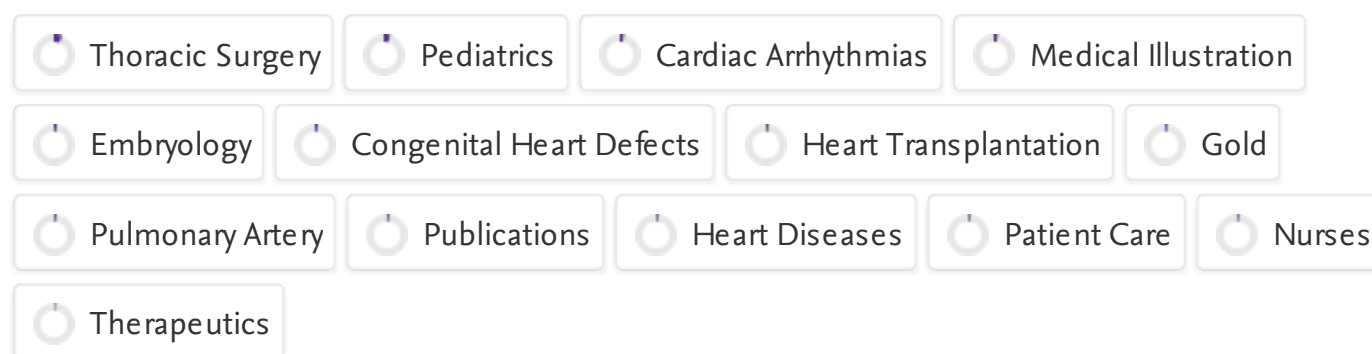 Thoracic Surgery Pediatrics Cardiac Arrhythmias Medical Illustration
Embryology Congenital Heart Defects Heart Transplantation Gold
Pulmonary Artery Publications Heart Diseases Patient Care Nurses
Therapeutics